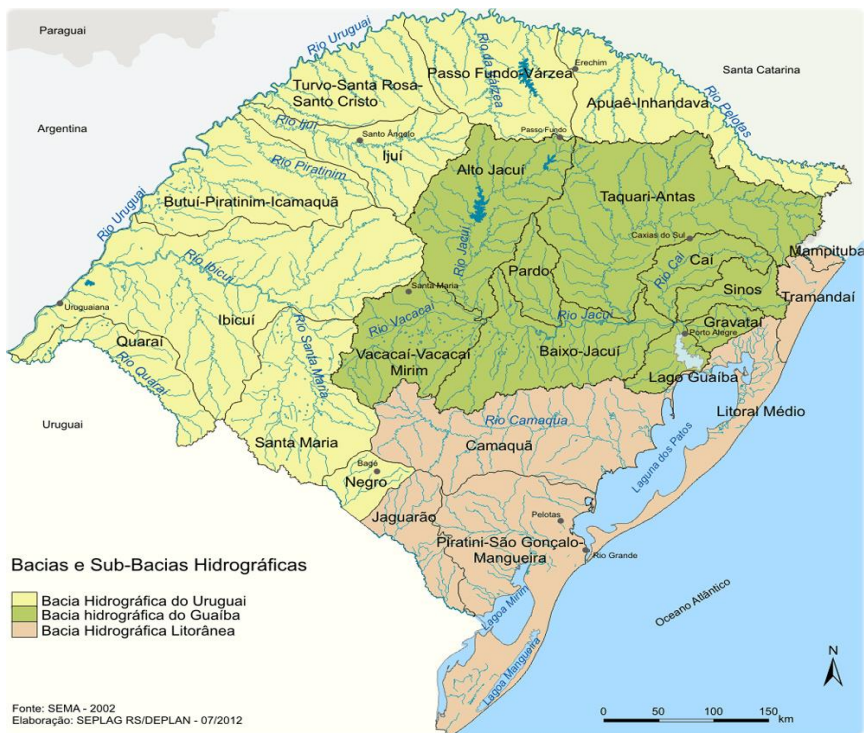 Paraguai
Rio Uruguai
Rio da Várzea
Passo Fundo-Várzea
Erechim
Santa Catarina
Turvo-Santa Rosa-
Santo Cristo
Apuaê-Inhandava
Rio Pelotas
Argentina
Rio Ijuí
Santo Ângelo
Passo Fundo
Ijuí
Rio Piratinim
Alto Jacuí
Butuí-Piratinim-Icamaquã
Taquari-Antas
Rio Uruguai
Caxias do Sul
Rio Jacuí
Mampituba
Rio Ibicuí
Pardo
Caí
Rio Caí
Santa Maria
Sinos
Tramandaí
Uruguaiana
Rio Vacacaí
Rio Jacuí
Ibicuí
Gravataí
Quaraí
Rio Santa Maria
Porto Alegre
Vacacaí-Vacacaí
Mirim
Baixo-Jacuí
Rio Quaraí
Lago Guaíba
Litoral Médio
Uruguai
Rio Camaqua
Santa Maria
Camaquã
Laguna dos Patos
Bagé
Negro
Jaguarão
Pelotas
Piratini-São Gonçalo-
Mangueira
Rio Grande
Oceano Atlântico
Lagoa Mirim
Lagoa Mangueira
Bacias e Sub-Bacias Hidrográficas
Bacia Hidrográfica do Uruguai
Bacia hidrográfica do Guaíba
Bacia Hidrográfica Litorânea
N
Fonte: SEMA - 2002
Elaboração: SEPLAG RS/DEPLAN - 07/2012
0 50 100 150
km